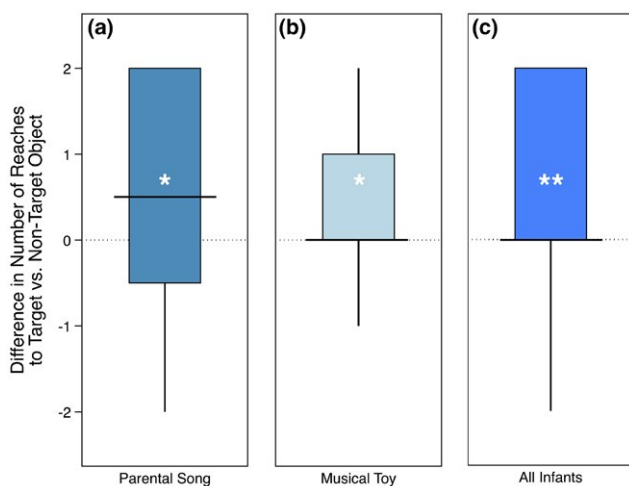 Difference in Number of Reaches
to Target vs. Non-Target Object
2
1
0
-1
-2
(a)
*
Parental Song
(b)
*
Musical Toy
(c)
**
All Infants